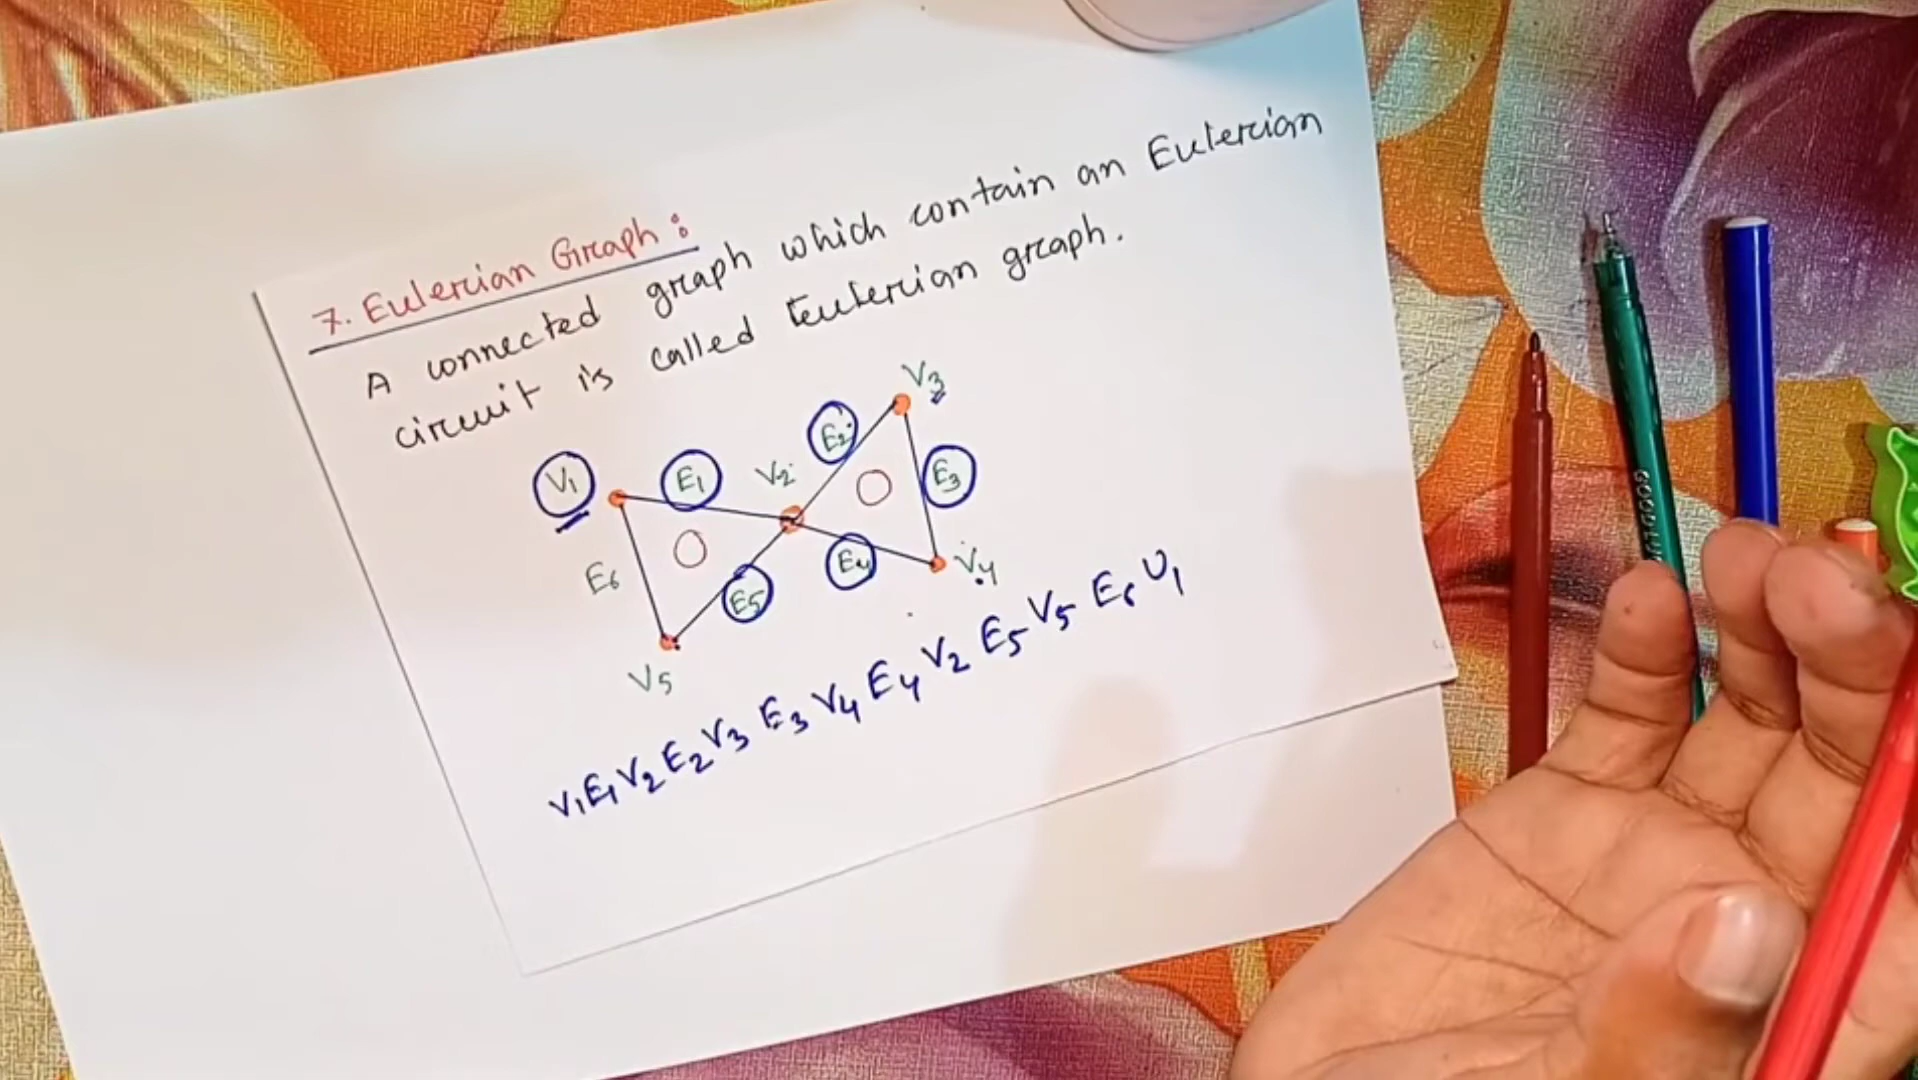 7. Eulerian Graph :
A connected graph which contain an Eulerian
circuit is called Eulerian graph.
V3
E2
V1
E1
V2
E3
E6
E4
V4
E5
V5
V1E1V2E2V3 E3 V4 E4 V2 E5 V5 E6 V1
GOODLUCK